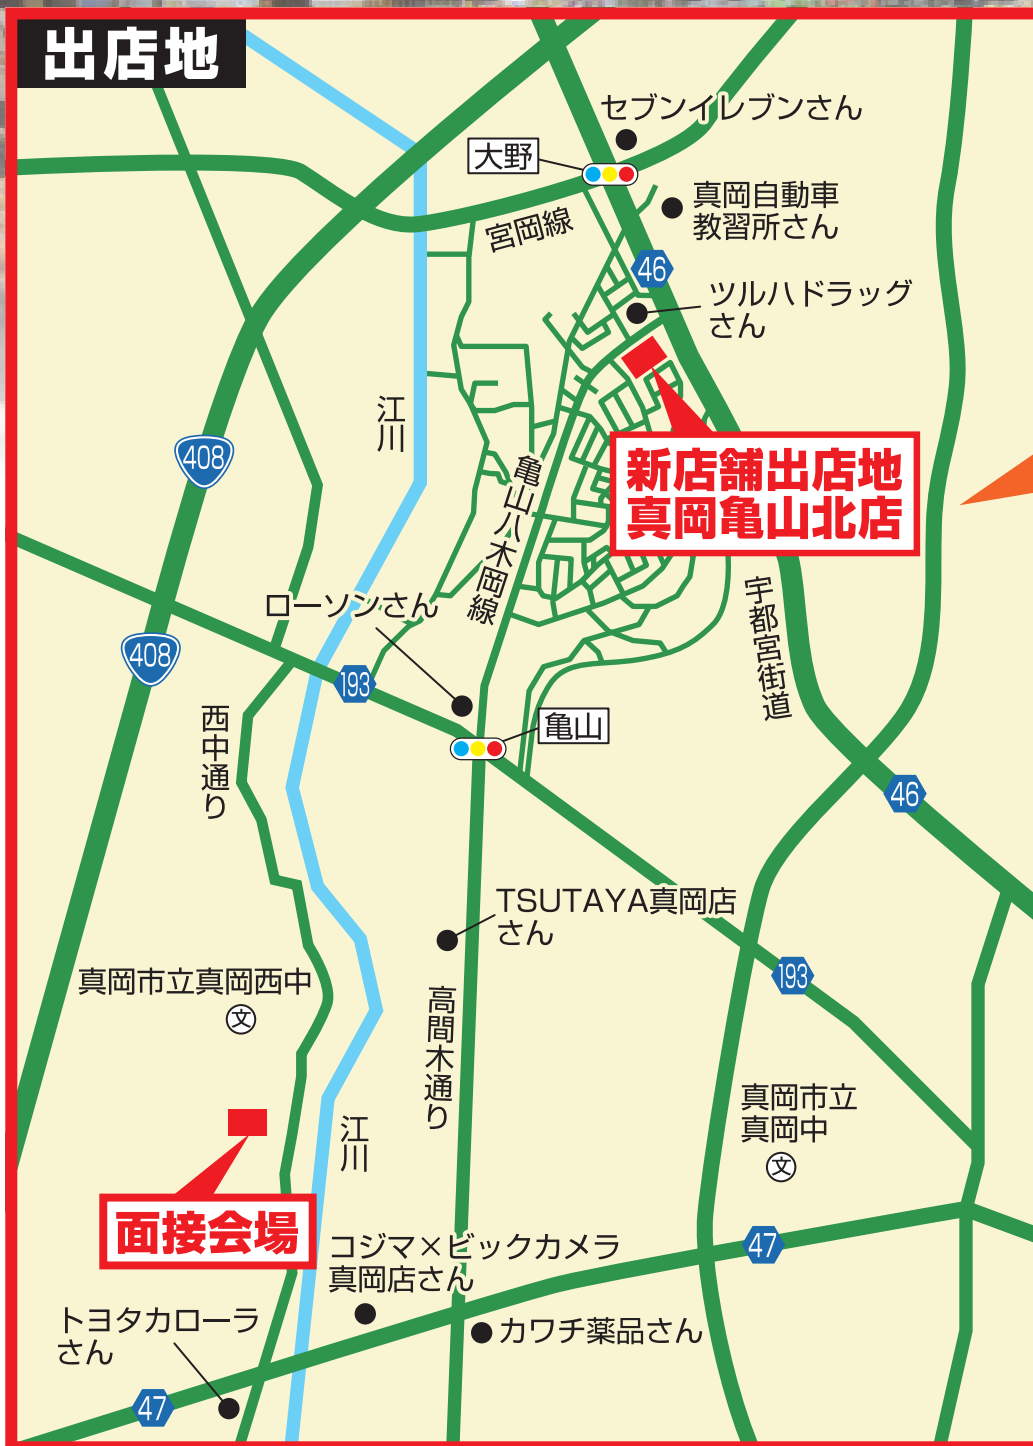 出店地
セブンイレブンさん
大野
真岡自動車
教習所さん
宮岡線
46
ツルハドラッグ
さん
江川
408
亀山八木岡線
新店舗出店地
真岡亀山北店
宇都宮街道
ローソンさん
408
193
西中通り
亀山
46
TSUTAYA真岡店
さん
真岡市立真岡西中
文
193
高間木通り
真岡市立
真岡中
文
江川
面接会場
コジマ×ビックカメラ
真岡店さん
47
トヨタカローラ
さん
カワチ薬品さん
47